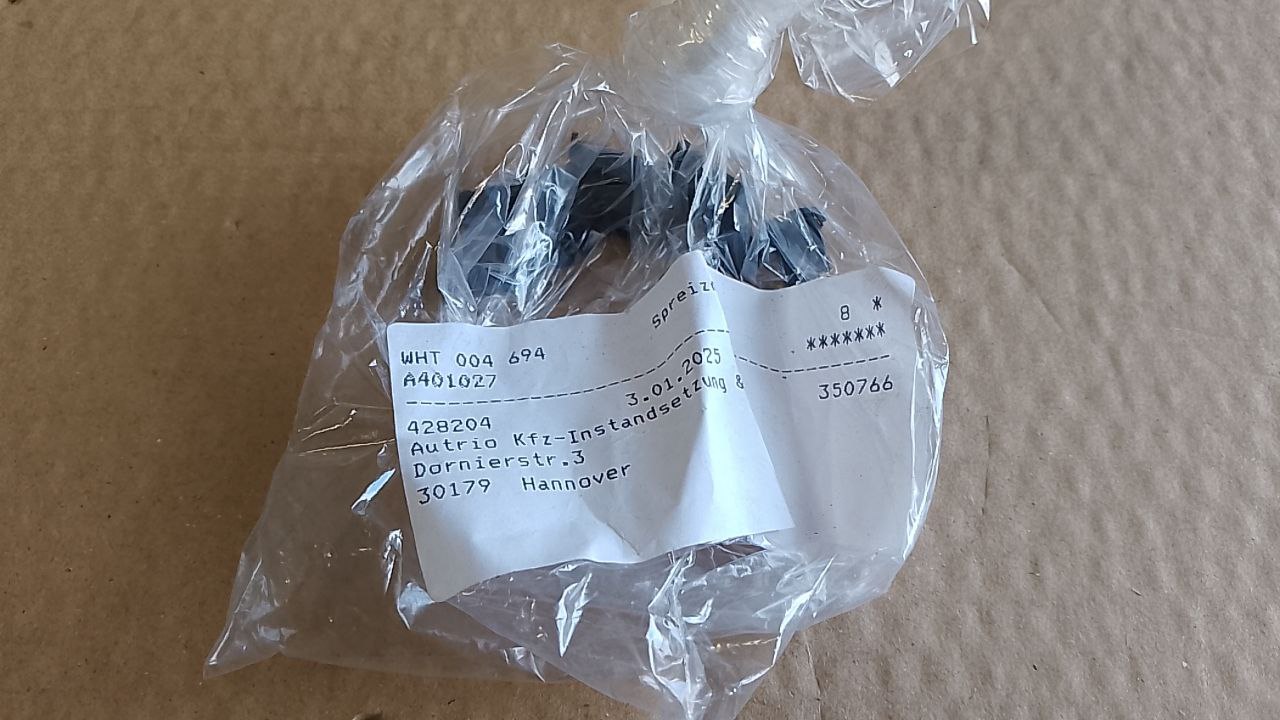 WHT 004 694 spreiz 8 *
A401027 *******
428204 3.01.2025 350766
Autrio Kfz-Instandsetzung &
Dornierstr.3
30179 Hannover